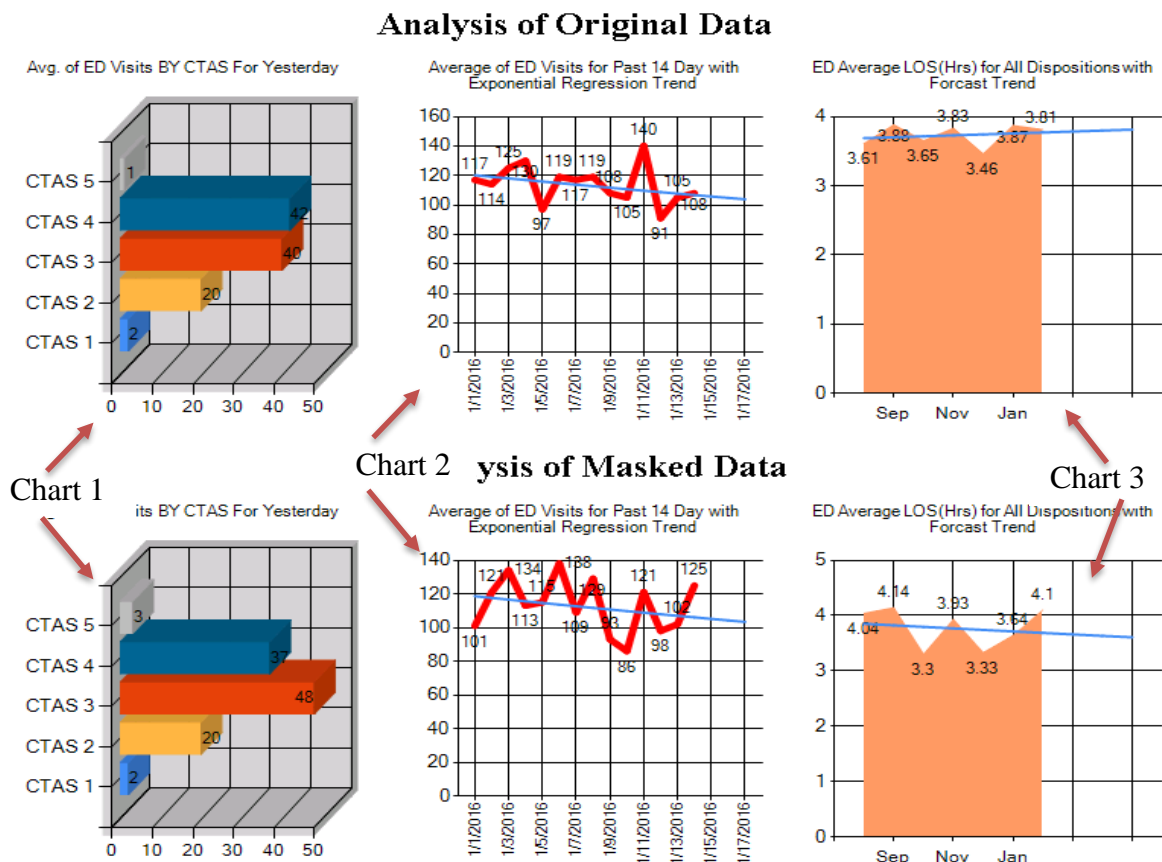 Analysis of Original Data
Avg. of ED Visits BY CTAS For Yesterday
CTAS 5
CTAS 4
CTAS 3
CTAS 2
CTAS 1
1
42
40
20
2
0 10 20 30 40 50
Average of ED Visits for Past 14 Day with
Exponential Regression Trend
160
140
120
100
80
60
40
20
0
117 114 125 130 97 119 117 119 108 105 140 91 105 108
1/1/2016 1/3/2016 1/5/2016 1/7/2016 1/9/2016 1/11/2016 1/13/2016 1/15/2016 1/17/2016
ED Average LOS(Hrs) for All Dispositions with
Forcast Trend
4
3
2
1
0
3.61 3.88 3.65 3.83 3.46 3.87 3.81
Sep Nov Jan
Chart 1
Chart 2
Chart 3
ysis of Masked Data
its BY CTAS For Yesterday
CTAS 5
CTAS 4
CTAS 3
CTAS 2
CTAS 1
3
37
48
20
2
0 10 20 30 40 50
Average of ED Visits for Past 14 Day with
Exponential Regression Trend
140
120
100
80
60
40
20
0
101 121 134 113 115 138 109 129 93 86 121 98 102 125
1/1/2016 1/3/2016 1/5/2016 1/7/2016 1/9/2016 1/11/2016 1/13/2016 1/15/2016 1/17/2016
ED Average LOS(Hrs) for All Dispositions with
Forcast Trend
5
4
3
2
1
0
4.04 4.14 3.3 3.93 3.33 3.64 4.1
Sep Nov Jan